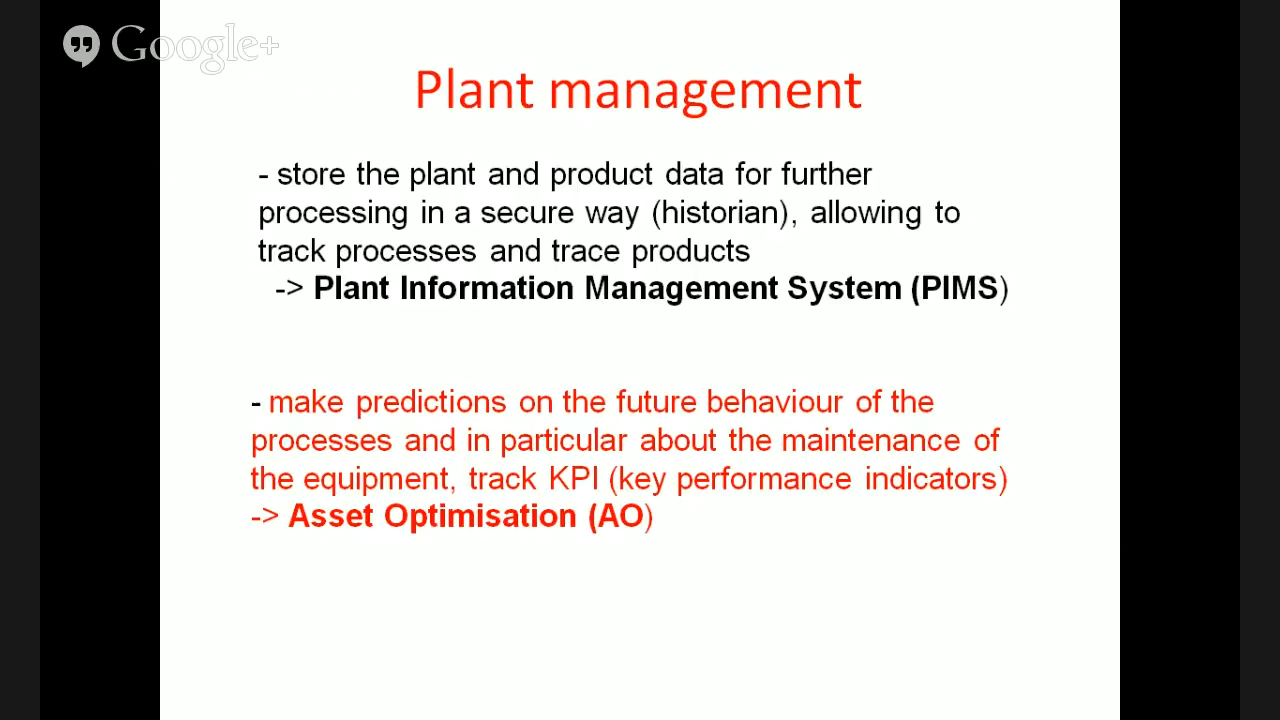 Google+
Plant management
- store the plant and product data for further
processing in a secure way (historian), allowing to
track processes and trace products
-> Plant Information Management System (PIMS)
- make predictions on the future behaviour of the
processes and in particular about the maintenance of
the equipment, track KPI (key performance indicators)
-> Asset Optimisation (AO)